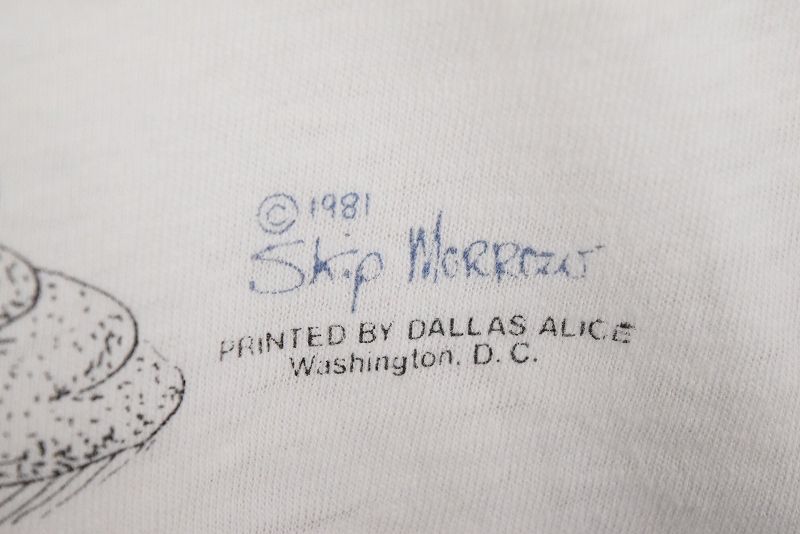 © 1981
Skip Morrow
PRINTED BY DALLAS ALICE
Washington, D. C.